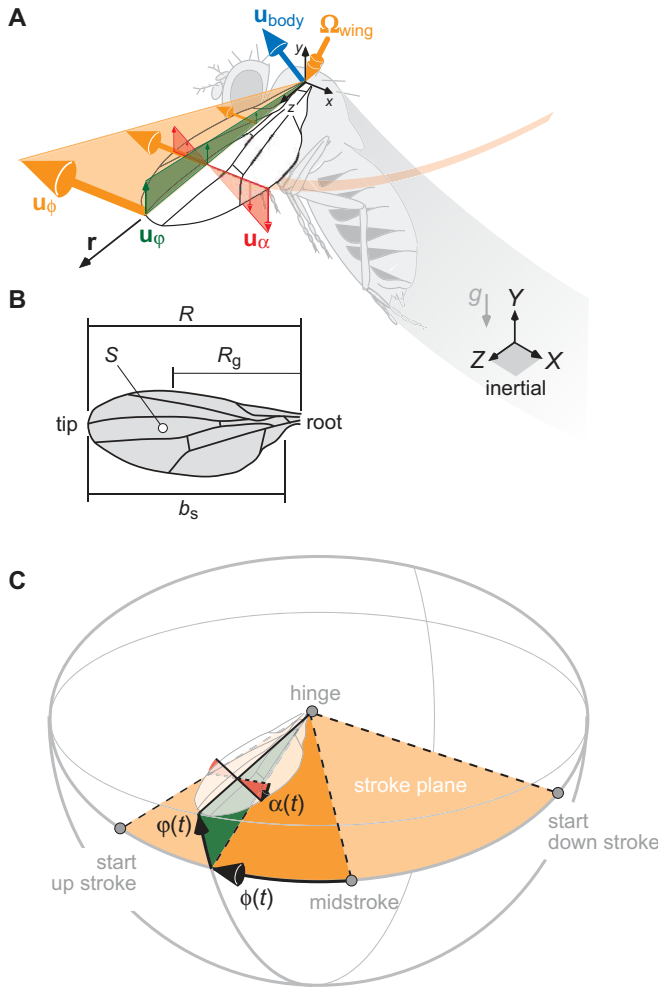 A
u_body
Ω_wing
y
x
z
u_ϕ
u_φ
u_α
r
B
g
Y
Z
X
inertial
R
S
R_g
tip
root
b_s
C
hinge
stroke plane
α(t)
φ(t)
start
up stroke
start
down stroke
ϕ(t)
midstroke